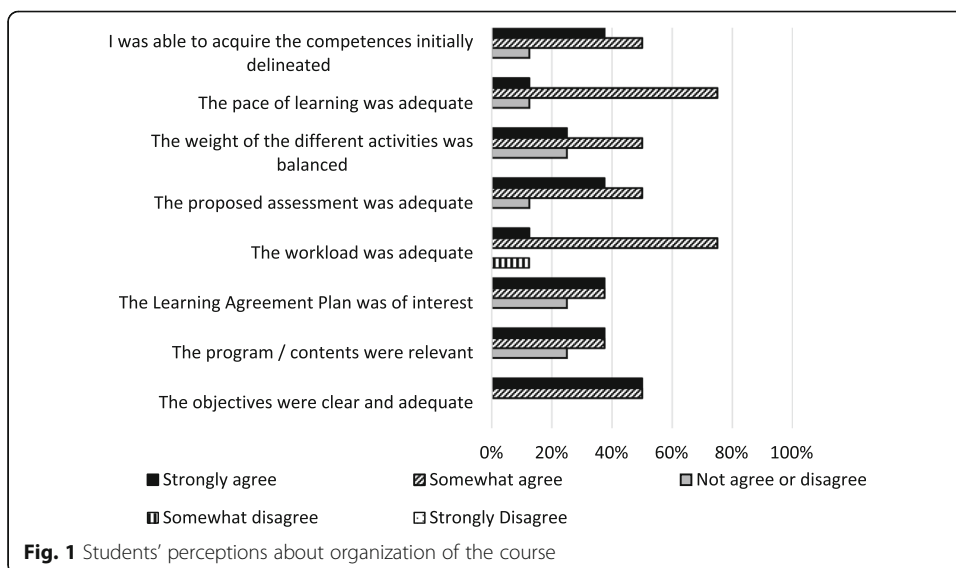 I was able to acquire the competences initially
delineated
The pace of learning was adequate
The weight of the different activities was
balanced
The proposed assessment was adequate
The workload was adequate
The Learning Agreement Plan was of interest
The program / contents were relevant
The objectives were clear and adequate
0% 20% 40% 60% 80% 100%
Strongly agree Somewhat agree Not agree or disagree
Somewhat disagree Strongly Disagree
Fig. 1 Students' perceptions about organization of the course